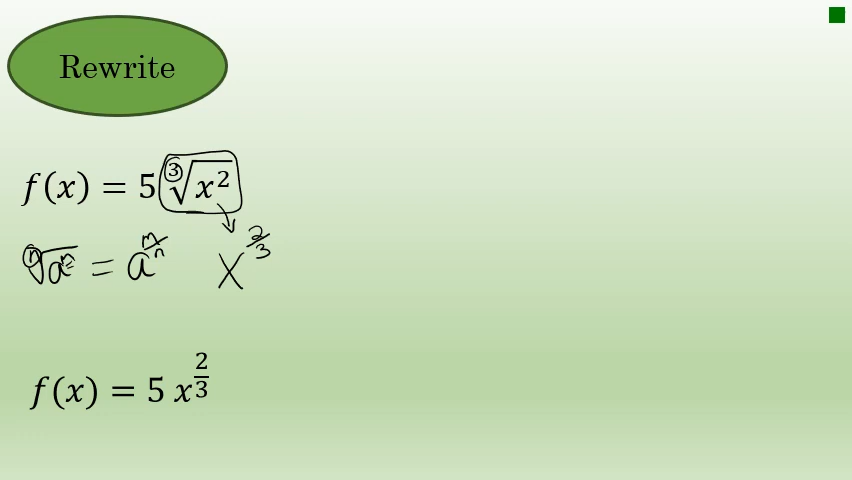 Rewrite
f(x) = 5 ∛x²
ⁿ√aᵐ = a^(m/n) x^(2/3)
f(x) = 5 x^(2/3)